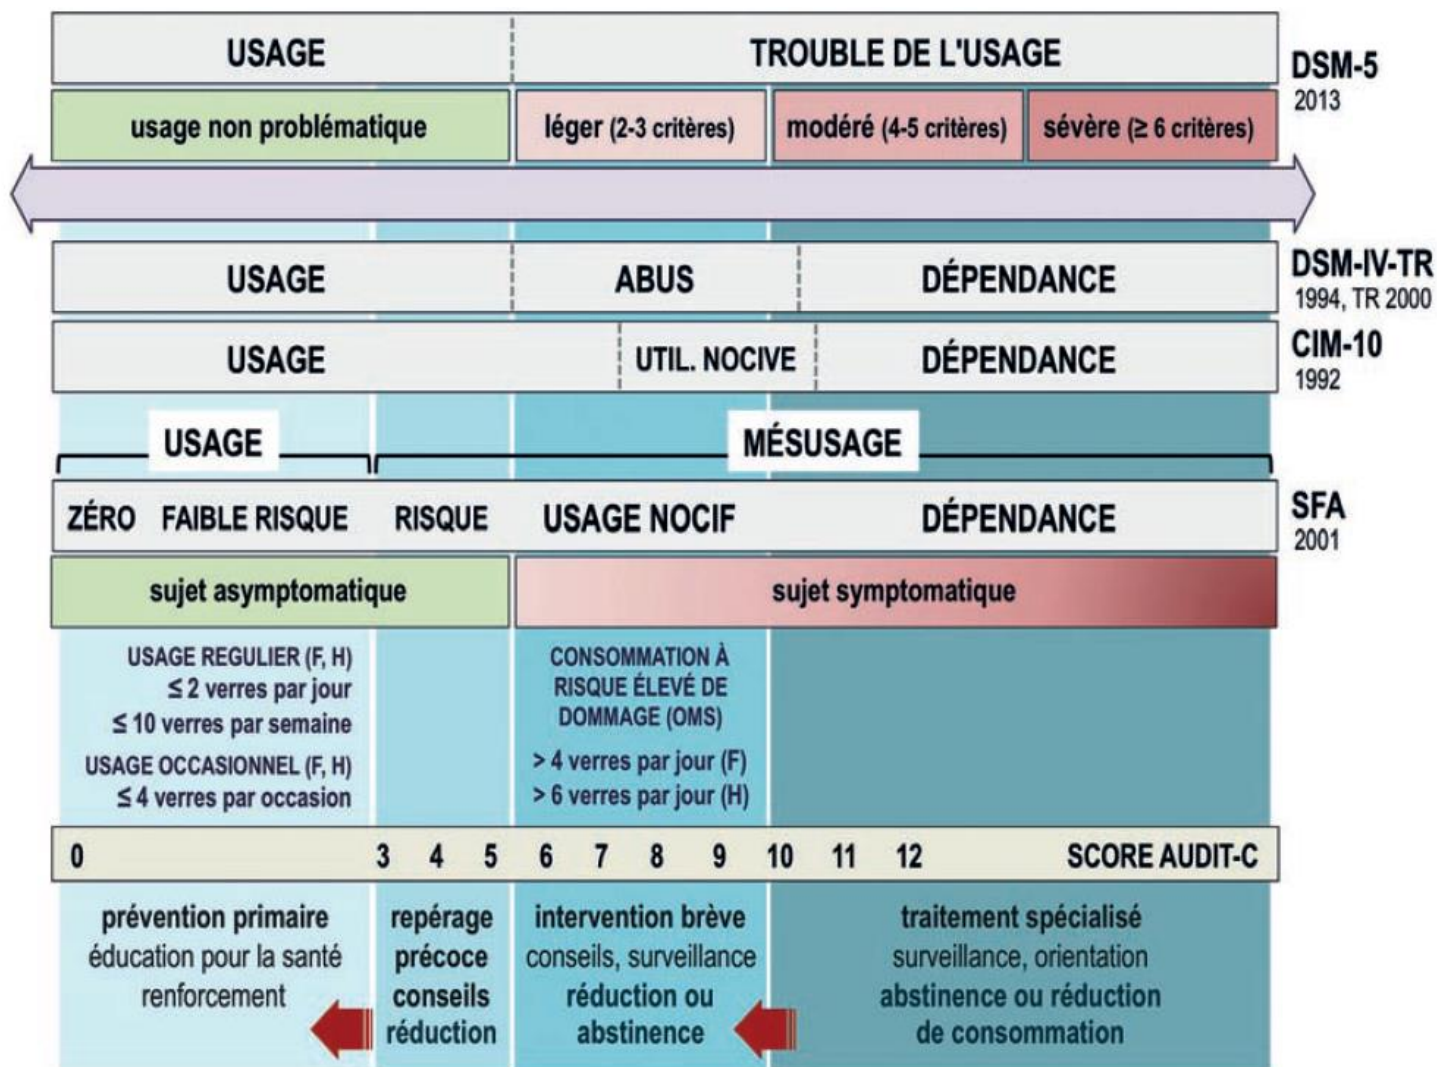 USAGE TROUBLE DE L'USAGE DSM-5
2013
usage non problématique léger (2-3 critères) modéré (4-5 critères) sévère (≥ 6 critères)
USAGE ABUS DÉPENDANCE DSM-IV-TR
1994, TR 2000
USAGE UTIL. NOCIVE DÉPENDANCE CIM-10
1992
USAGE MÉSUSAGE
ZÉRO FAIBLE RISQUE RISQUE USAGE NOCIF DÉPENDANCE SFA
2001
sujet asymptomatique sujet symptomatique
USAGE REGULIER (F, H)
≤ 2 verres par jour
≤ 10 verres par semaine
USAGE OCCASIONNEL (F, H)
≤ 4 verres par occasion
CONSOMMATION À
RISQUE ÉLEVÉ DE
DOMMAGE (OMS)
> 4 verres par jour (F)
> 6 verres par jour (H)
0 3 4 5 6 7 8 9 10 11 12 SCORE AUDIT-C
prévention primaire
éducation pour la santé
renforcement
repérage
précoce
conseils
réduction
intervention brève
conseils, surveillance
réduction ou
abstinence
traitement spécialisé
surveillance, orientation
abstinence ou réduction
de consommation